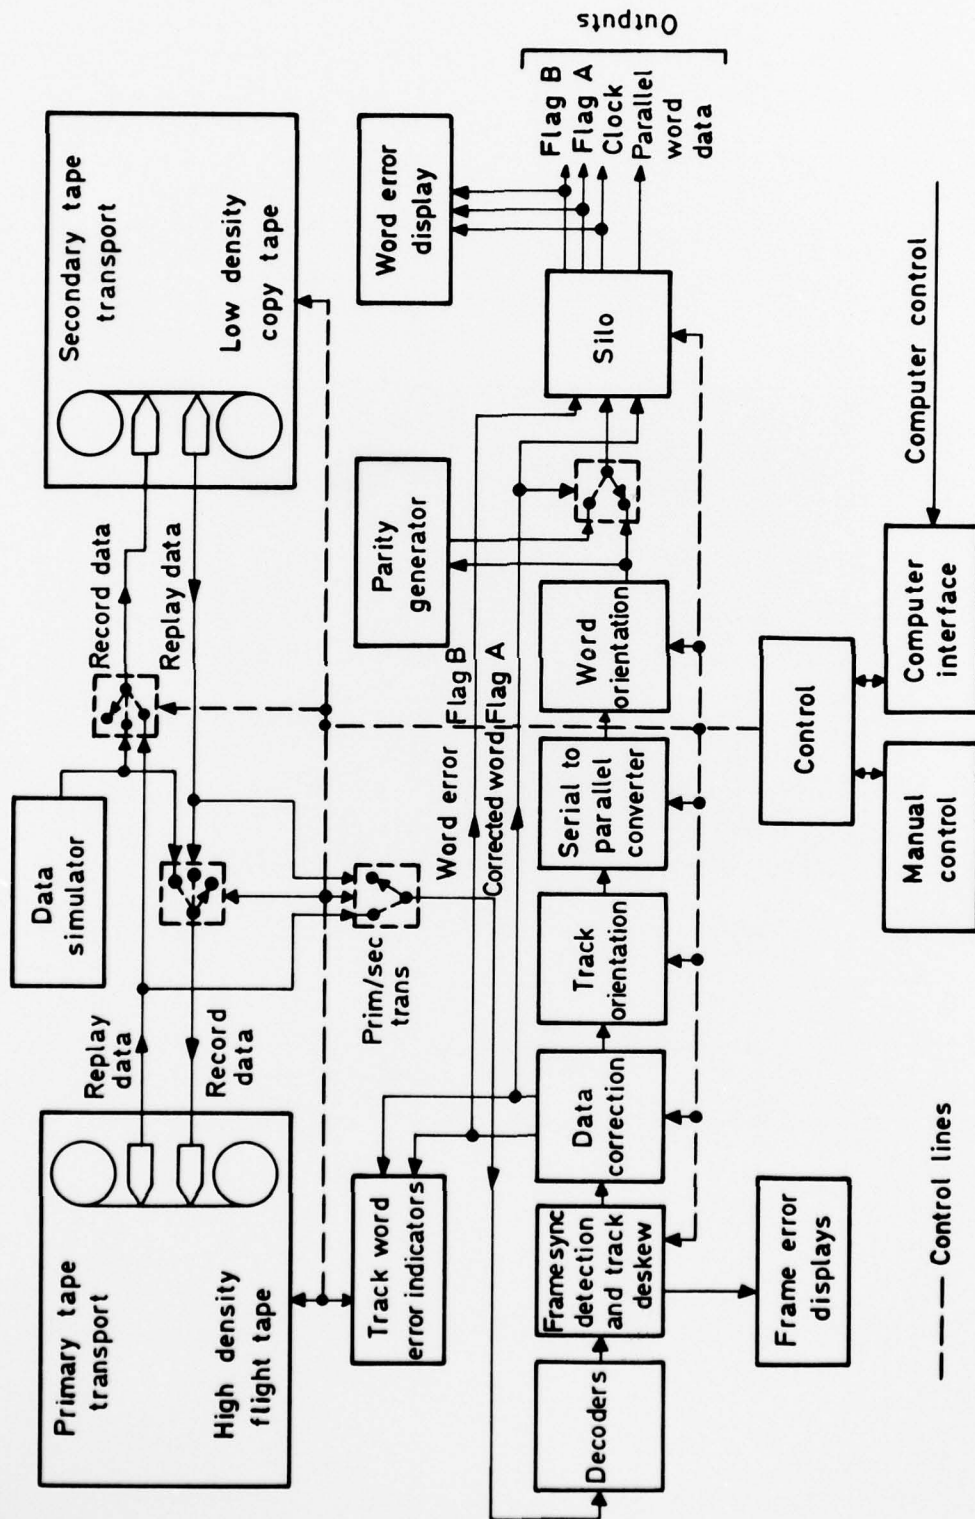 Primary tape
transport
High density
flight tape
Replay
data
Record
data
Data
simulator
Record data
Replay data
Secondary tape
transport
Low density
copy tape
Prim/sec
trans
Track word
error indicators
Word error Flag B
Corrected word Flag A
Parity
generator
Word error
display
Outputs
Flag B
Flag A
Clock
Parallel
word
data
Decoders
Framesync
detection
and track
deskew
Data
correction
Track
orientation
Serial to
parallel
converter
Word
orientation
Silo
Frame error
displays
Control
Manual
control
Computer
interface
Computer control
Control lines